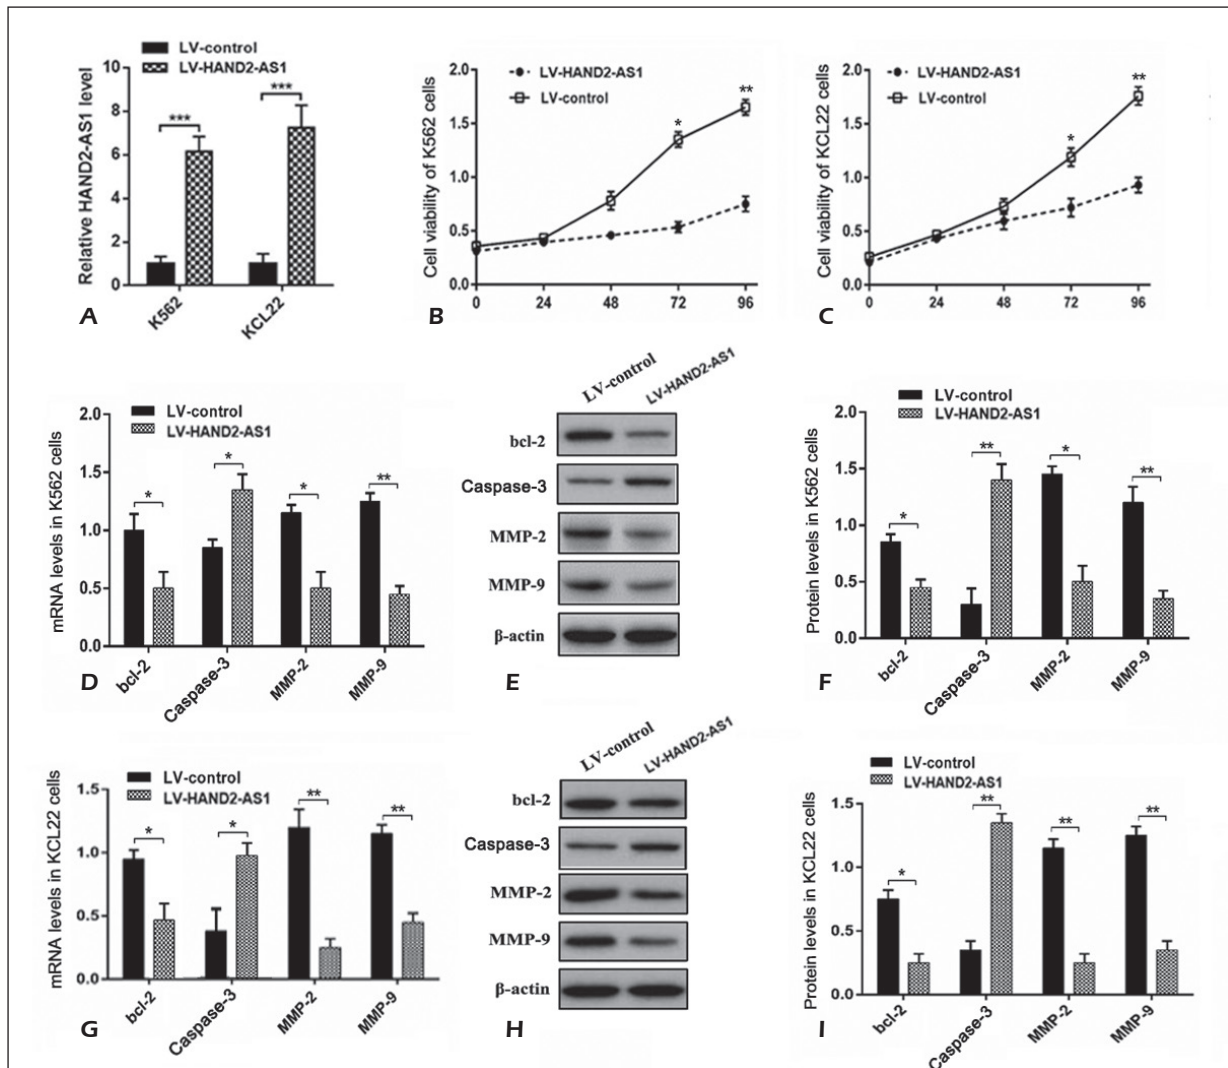 LV-control
LV-HAND2-AS1
Relative HAND2-AS1 level
10
8
6
4
2
0
***
***
K562
KCL22
A
Cell viability of K562 cells
2.0
1.5
1.0
0.5
0.0
LV-HAND2-AS1
LV-control
*
**
0 24 48 72 96
B
Cell viability of KCL22 cells
2.0
1.5
1.0
0.5
0.0
LV-HAND2-AS1
LV-control
*
**
0 24 48 72 96
C
LV-control
LV-HAND2-AS1
mRNA levels in K562 cells
2.0
1.5
1.0
0.5
0.0
* * * **
bcl-2
Caspase-3
MMP-2
MMP-9
D
LV-control
LV-HAND2-AS1
bcl-2
Caspase-3
MMP-2
MMP-9
β-actin
E
LV-control
LV-HAND2-AS1
Protein levels in K562 cells
2.0
1.5
1.0
0.5
0.0
* ** * **
bcl-2
Caspase-3
MMP-2
MMP-9
F
LV-control
LV-HAND2-AS1
mRNA levels in KCL22 cells
1.5
1.0
0.5
0.0
* * ** **
bcl-2
Caspase-3
MMP-2
MMP-9
G
LV-control
LV-HAND2-AS1
bcl-2
Caspase-3
MMP-2
MMP-9
β-actin
H
LV-control
LV-HAND2-AS1
Protein levels in KCL22 cells
1.5
1.0
0.5
0.0
* ** ** **
bcl-2
Caspase-3
MMP-2
MMP-9
I